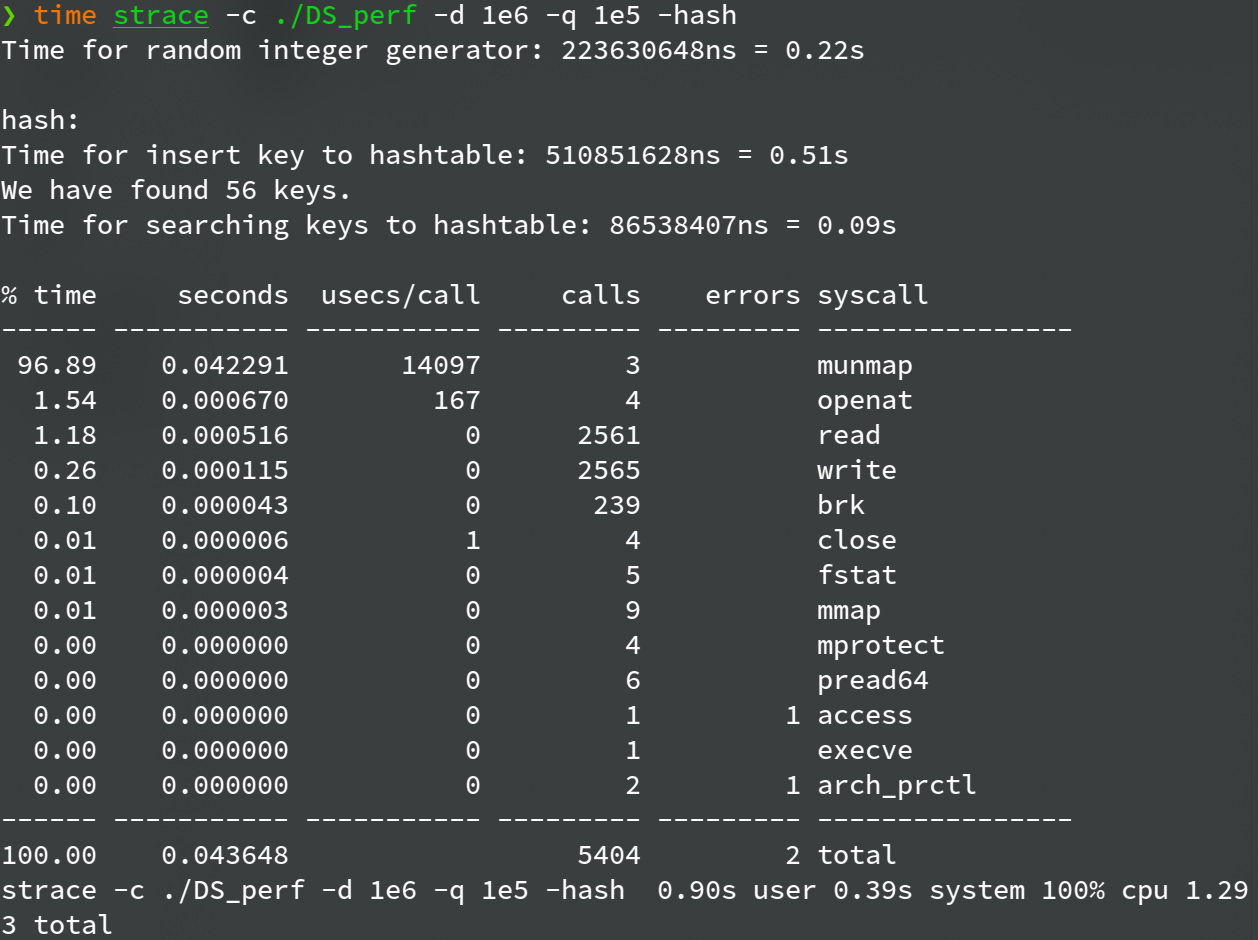 ❯ time strace -c ./DS_perf -d 1e6 -q 1e5 -hash
Time for random integer generator: 223630648ns = 0.22s

hash:
Time for insert key to hashtable: 510851628ns = 0.51s
We have found 56 keys.
Time for searching keys to hashtable: 86538407ns = 0.09s

% time     seconds  usecs/call     calls    errors syscall
------ ----------- ----------- --------- --------- ----------------
 96.89    0.042291       14097         3           munmap
  1.54    0.000670         167         4           openat
  1.18    0.000516           0      2561           read
  0.26    0.000115           0      2565           write
  0.10    0.000043           0       239           brk
  0.01    0.000006           1         4           close
  0.01    0.000004           0         5           fstat
  0.01    0.000003           0         9           mmap
  0.00    0.000000           0         4           mprotect
  0.00    0.000000           0         6           pread64
  0.00    0.000000           0         1         1 access
  0.00    0.000000           0         1           execve
  0.00    0.000000           0         2         1 arch_prctl
------ ----------- ----------- --------- --------- ----------------
100.00    0.043648                  5404         2 total
strace -c ./DS_perf -d 1e6 -q 1e5 -hash  0.90s user 0.39s system 100% cpu 1.29
3 total